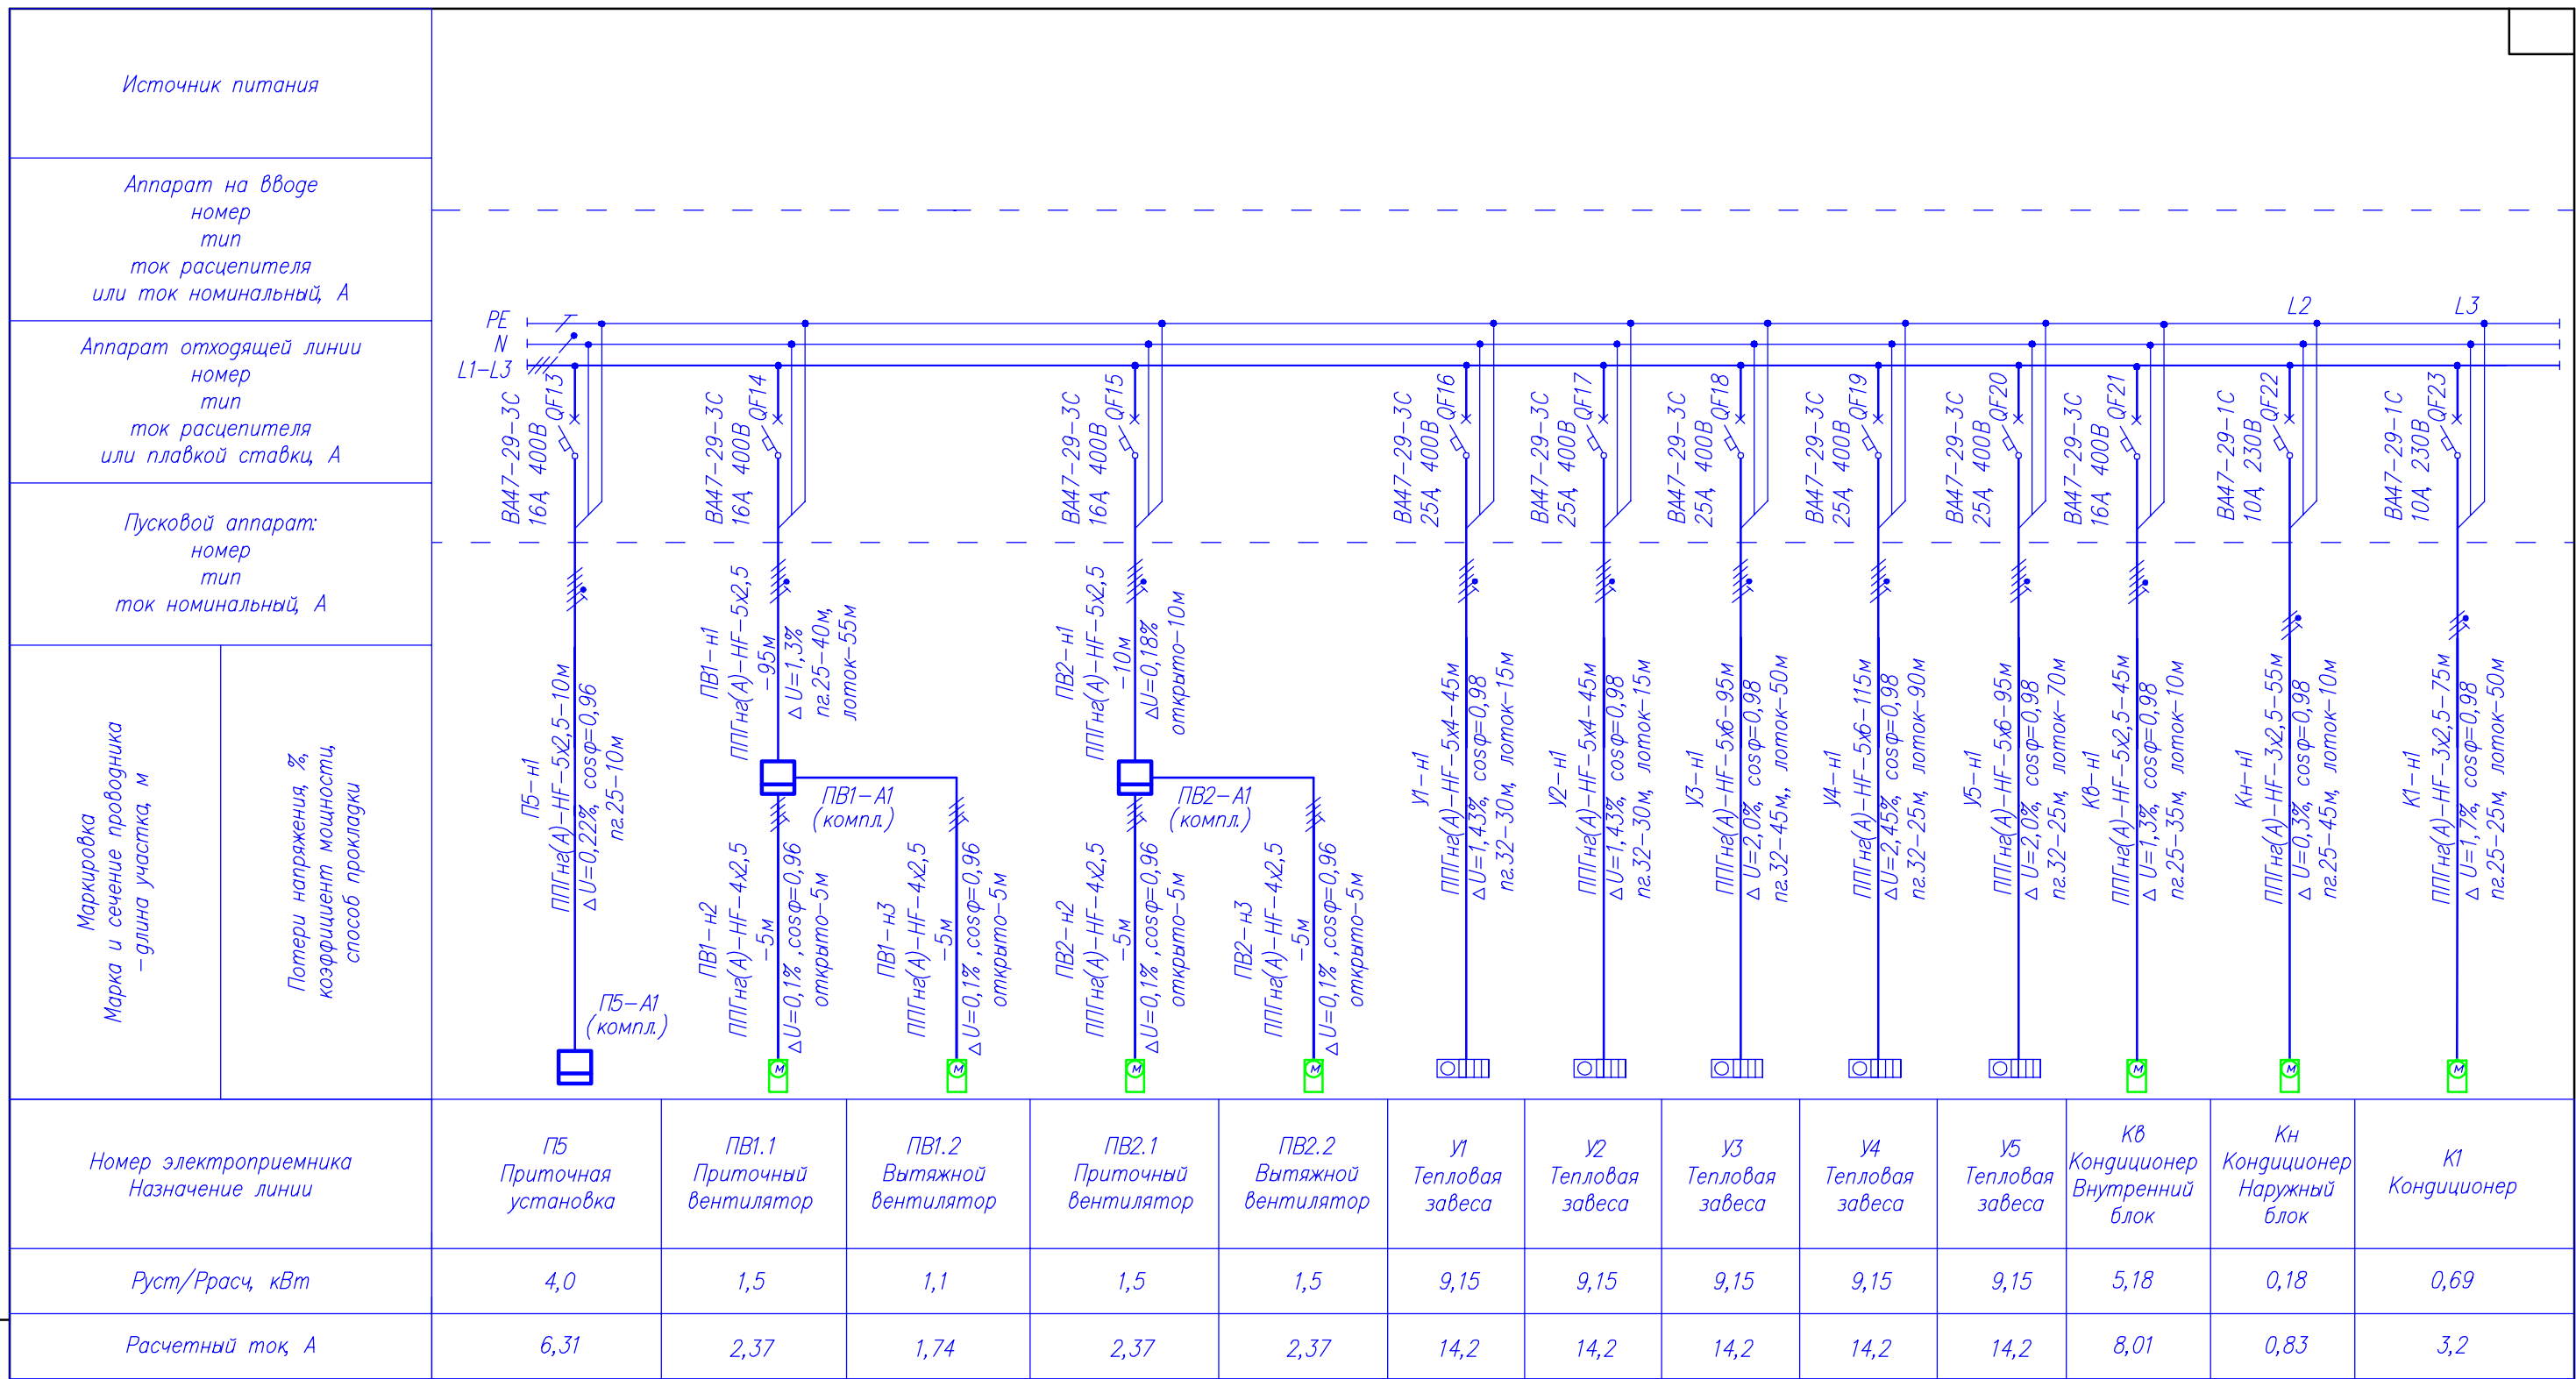 Источник питания
Аппарат на вводе
номер
тип
ток расцепителя
или ток номинальный, А
Аппарат отходящей линии
номер
тип
ток расцепителя
или плавкой ставки, А
Пусковой аппарат:
номер
тип
ток номинальный, А
Маркировка
Марка и сечение проводника
-длина участка, м
Потери напряжения, %,
коэффициент мощности,
способ прокладки
PE
N
L1-L3
L2
L3
QF13
ВА47-29-3С
16А, 400В
QF14
ВА47-29-3С
16А, 400В
QF15
ВА47-29-3С
16А, 400В
QF16
ВА47-29-3С
25А, 400В
QF17
ВА47-29-3С
25А, 400В
QF18
ВА47-29-3С
25А, 400В
QF19
ВА47-29-3С
25А, 400В
QF20
ВА47-29-3С
25А, 400В
QF21
ВА47-29-3С
16А, 400В
QF22
ВА47-29-1С
10А, 230В
QF23
ВА47-29-1С
10А, 230В
П5-н1
ППГнг(А)-HF-5х2,5-10м
ΔU=0,22%, cosφ=0,96
пг.25-10м
П5-А1
(компл.)
ПВ1-н1
ППГнг(А)-HF-5х2,5
-95м
ΔU=1,3%
пг.25-40м,
лоток-55м
ПВ1-А1
(компл.)
ПВ1-н2
ППГнг(А)-HF-4х2,5
-5м
ΔU=0,1% ,cosφ=0,96
открыто-5м
ПВ1-н3
ППГнг(А)-HF-4х2,5
-5м
ΔU=0,1% ,cosφ=0,96
открыто-5м
ПВ2-н1
ППГнг(А)-HF-5х2,5
-10м
ΔU=0,18%
открыто-10м
ПВ2-А1
(компл.)
ПВ2-н2
ППГнг(А)-HF-4х2,5
-5м
ΔU=0,1% ,cosφ=0,96
открыто-5м
ПВ2-н3
ППГнг(А)-HF-4х2,5
-5м
ΔU=0,1% ,cosφ=0,96
открыто-5м
У1-н1
ППГнг(А)-HF-5х4-45м
ΔU=1,43%, cosφ=0,98
пг.32-30м, лоток-15м
У2-н1
ППГнг(А)-HF-5х4-45м
ΔU=1,43%, cosφ=0,98
пг.32-30м, лоток-15м
У3-н1
ППГнг(А)-HF-5х6-95м
ΔU=2,0%, cosφ=0,98
пг.32-45м,, лоток-50м
У4-н1
ППГнг(А)-HF-5х6-115м
ΔU=2,45%, cosφ=0,98
пг.32-25м, лоток-90м
У5-н1
ППГнг(А)-HF-5х6-95м
ΔU=2,0%, cosφ=0,98
пг.32-25м, лоток-70м
Кв-н1
ППГнг(А)-HF-5х2,5-45м
ΔU=1,3%, cosφ=0,98
пг.25-35м, лоток-10м
Кн-н1
ППГнг(А)-HF-3х2,5-55м
ΔU=0,3%, cosφ=0,98
пг.25-45м, лоток-10м
К1-н1
ППГнг(А)-HF-3х2,5-75м
ΔU=1,7%, cosφ=0,98
пг.25-25м, лоток-50м
М
М
М
М
М
М
М
Номер электроприемника
Назначение линии
П5
Приточная
установка
ПВ1.1
Приточный
вентилятор
ПВ1.2
Вытяжной
вентилятор
ПВ2.1
Приточный
вентилятор
ПВ2.2
Вытяжной
вентилятор
У1
Тепловая
завеса
У2
Тепловая
завеса
У3
Тепловая
завеса
У4
Тепловая
завеса
У5
Тепловая
завеса
Кв
Кондиционер
Внутренний
блок
Кн
Кондиционер
Наружный
блок
К1
Кондиционер
Руст/Ррасч, кВт
4,0 1,5 1,1 1,5 1,5 9,15 9,15 9,15 9,15 9,15 5,18 0,18 0,69
Расчетный ток, А
6,31 2,37 1,74 2,37 2,37 14,2 14,2 14,2 14,2 14,2 8,01 0,83 3,2